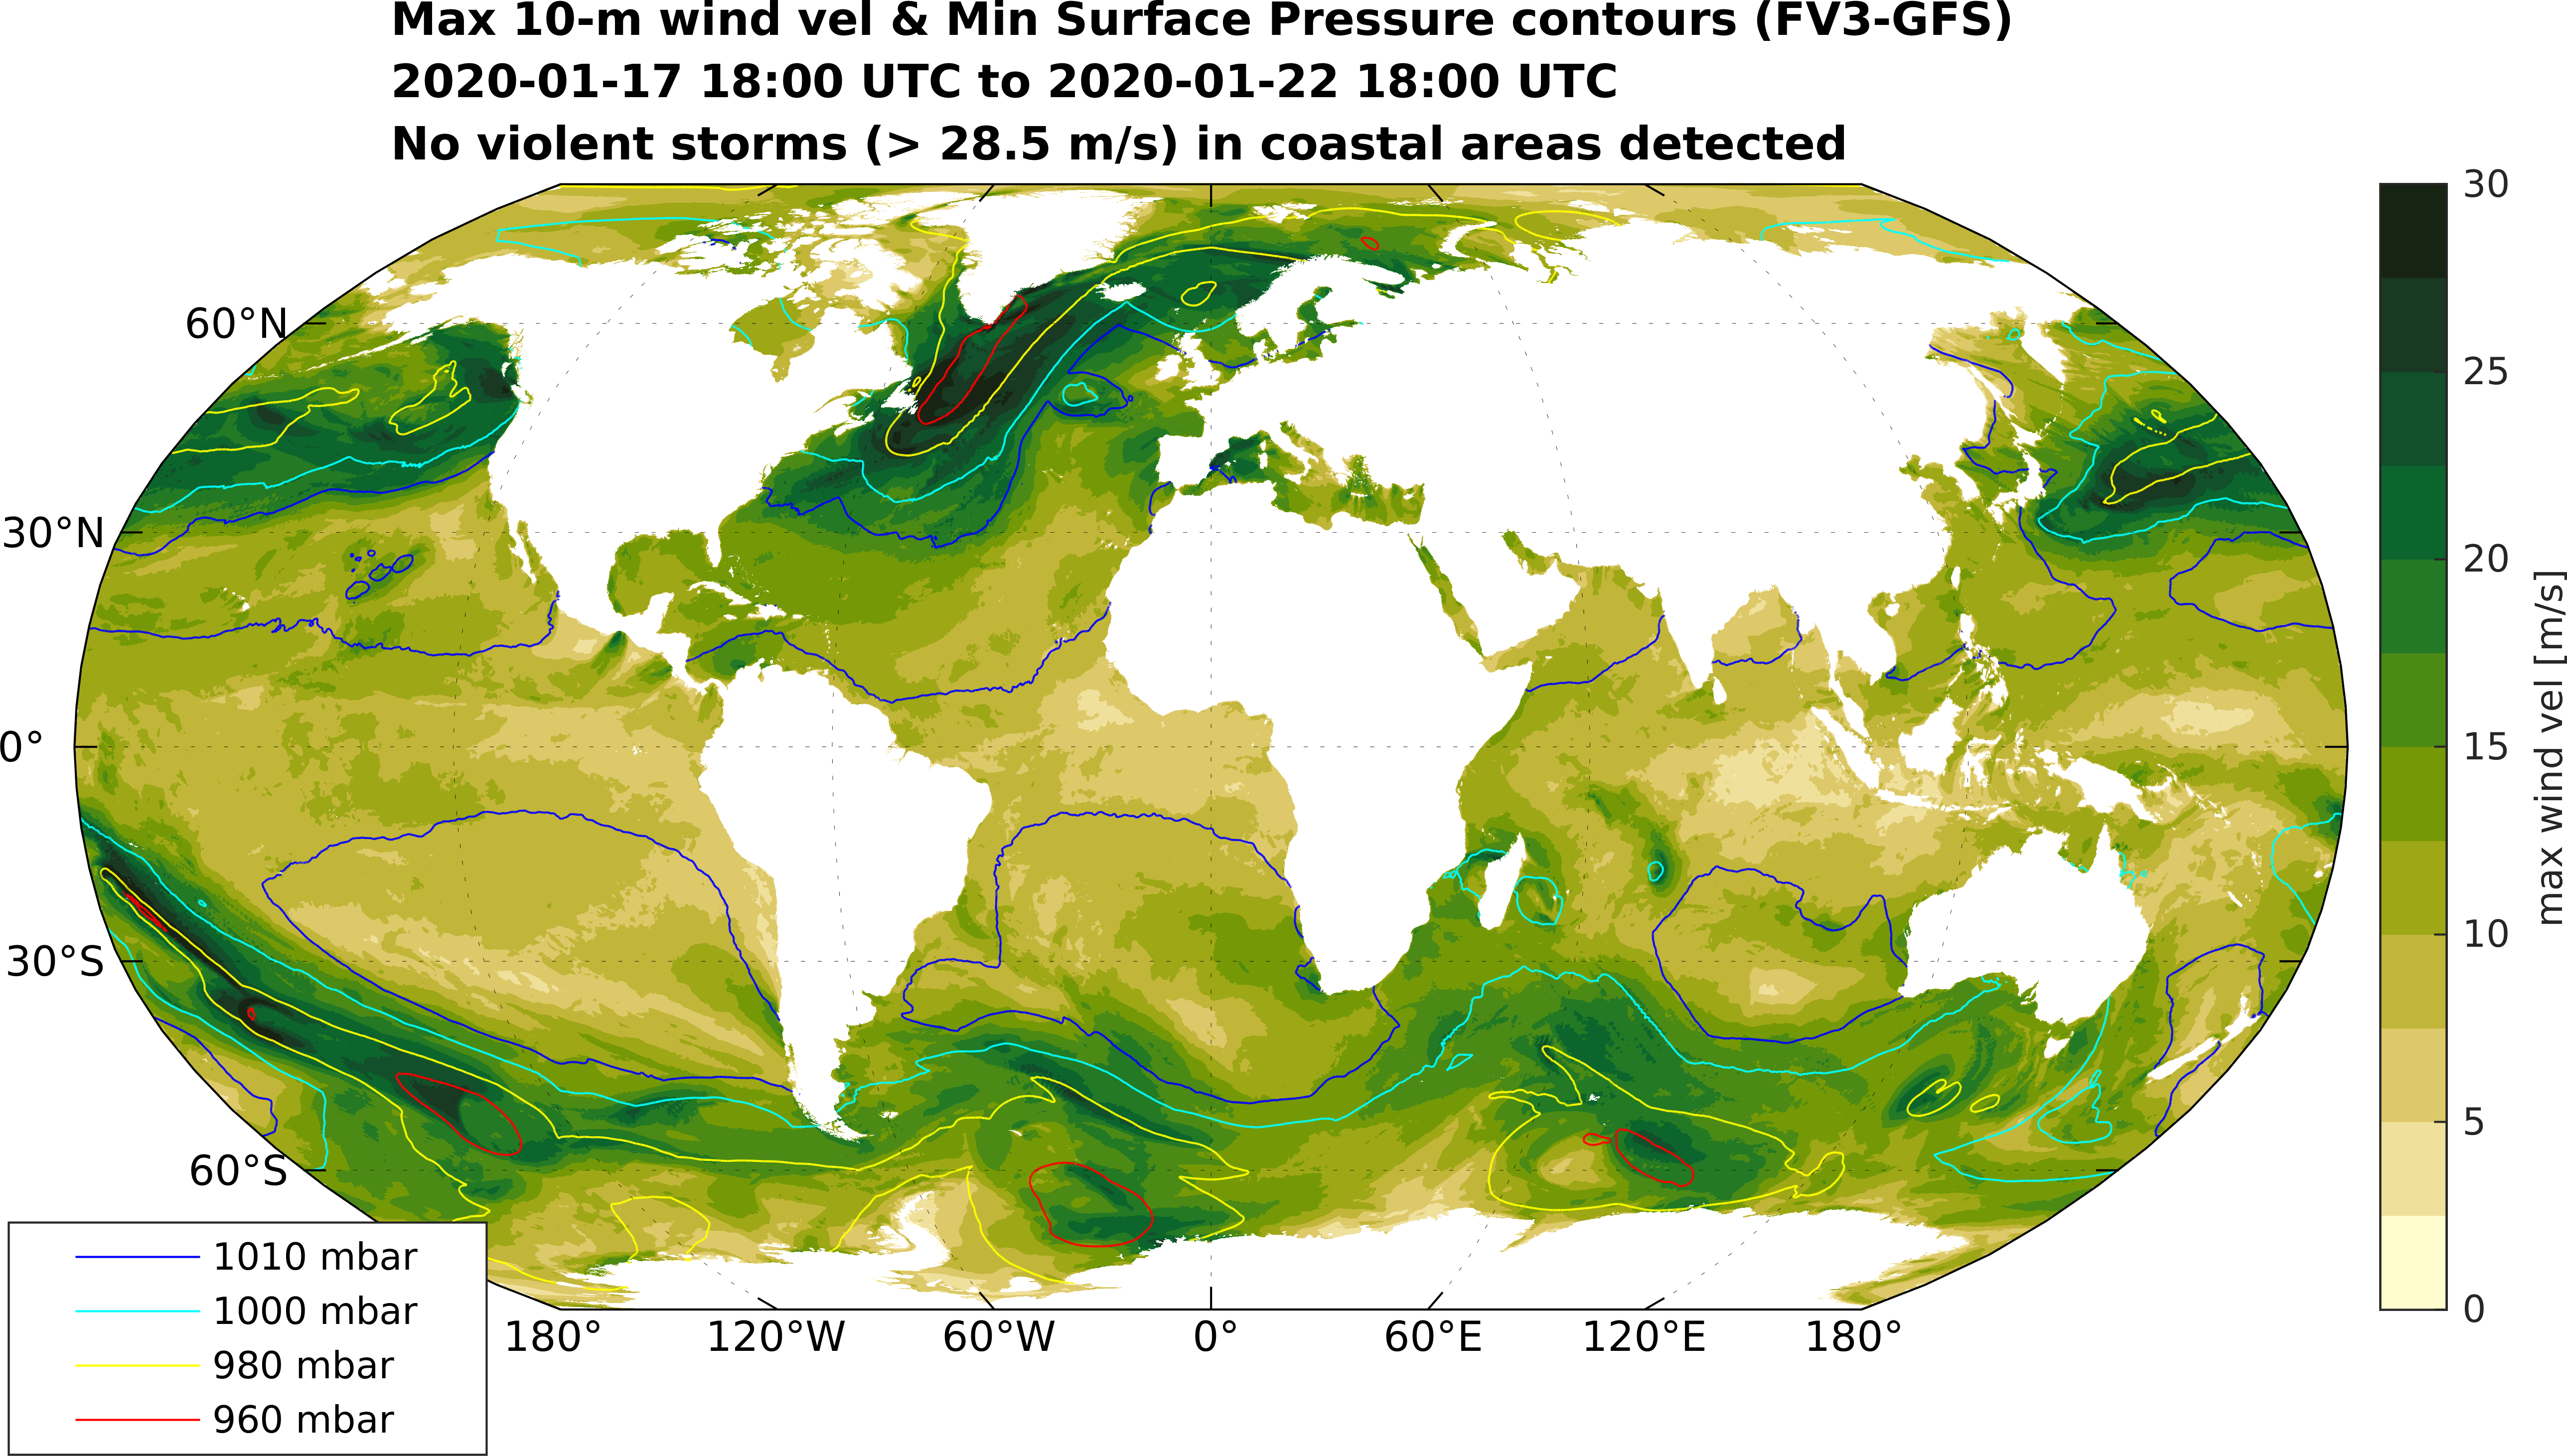 Max 10-m wind vel & Min Surface Pressure contours (FV3-GFS)
2020-01-17 18:00 UTC to 2020-01-22 18:00 UTC
No violent storms (> 28.5 m/s) in coastal areas detected
60°N
30°N
0°
30°S
60°S
180°
120°W
60°W
0°
60°E
120°E
180°
1010 mbar
1000 mbar
980 mbar
960 mbar
30
25
20
15
10
5
0
max wind vel [m/s]